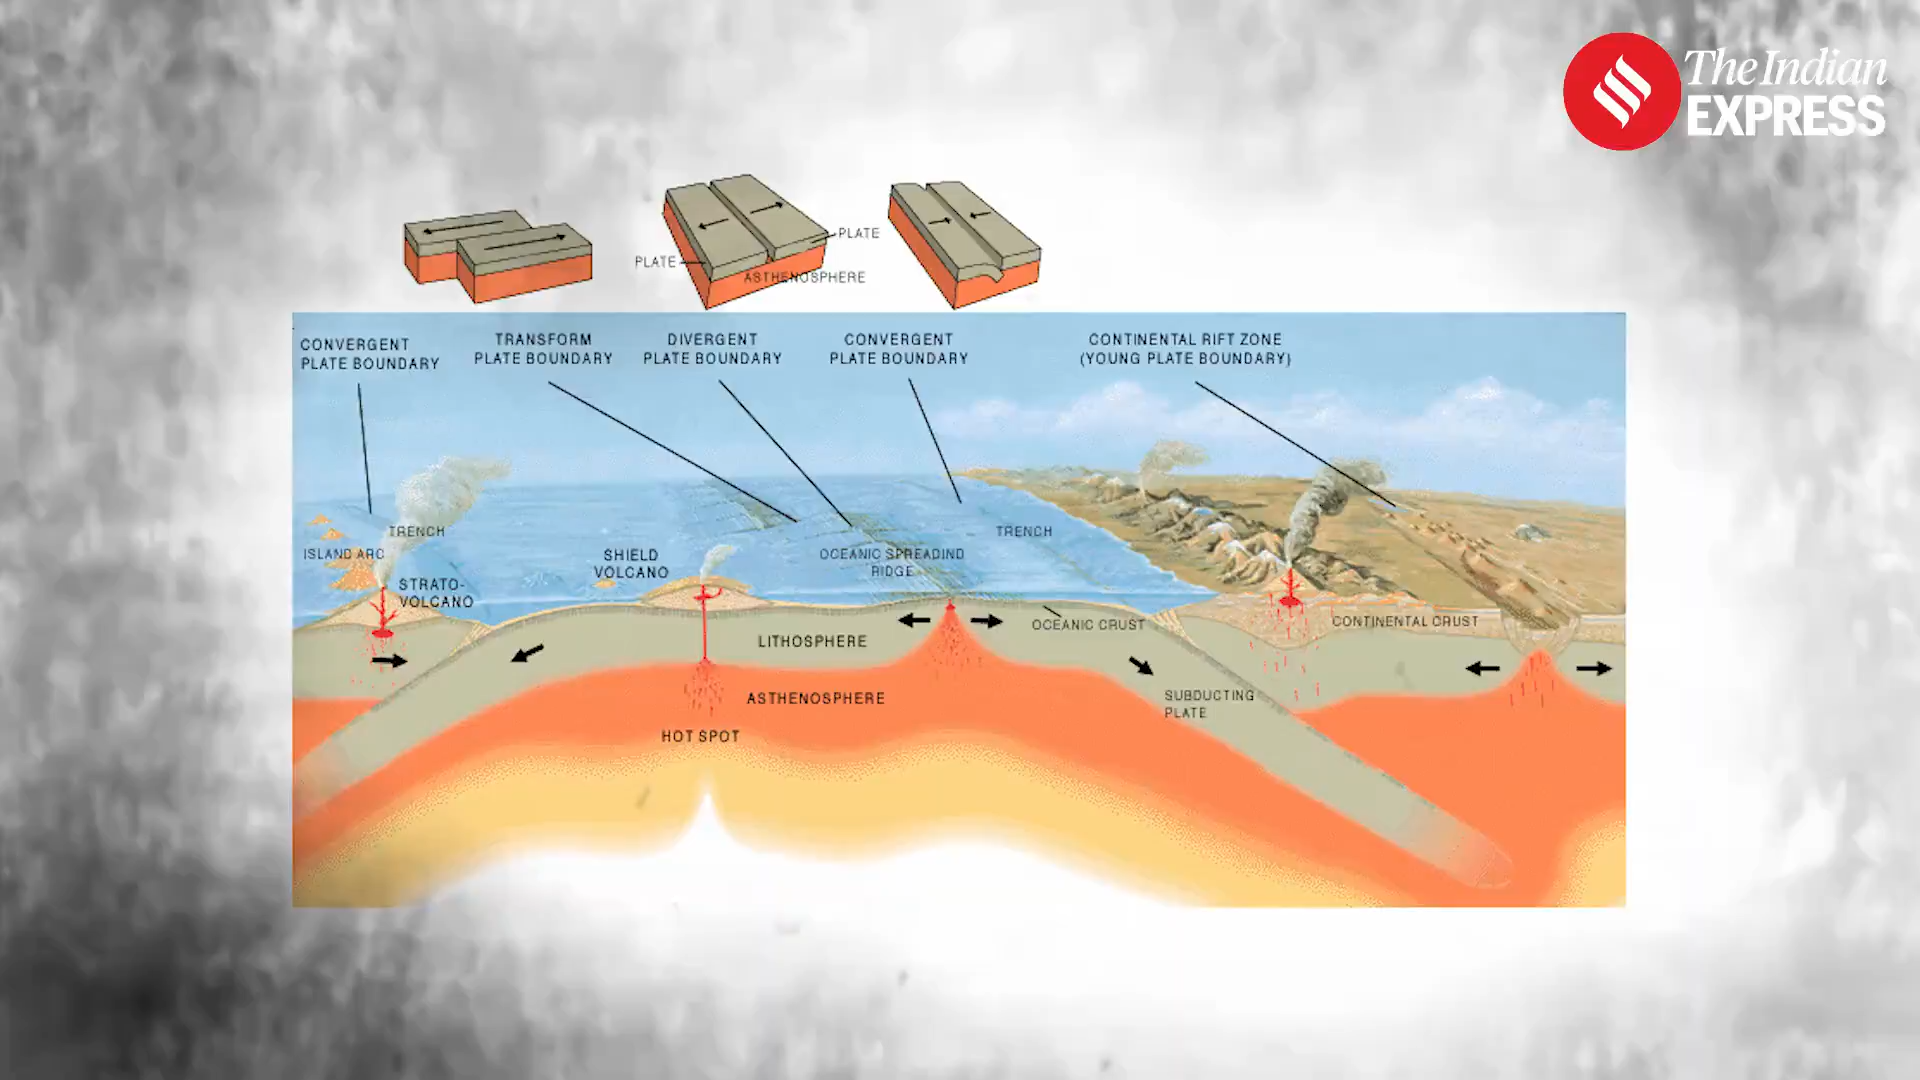 The Indian
EXPRESS
PLATE
PLATE
ASTHENOSPHERE
CONVERGENT
PLATE BOUNDARY
TRANSFORM
PLATE BOUNDARY
DIVERGENT
PLATE BOUNDARY
CONVERGENT
PLATE BOUNDARY
CONTINENTAL RIFT ZONE
(YOUNG PLATE BOUNDARY)
TRENCH
ISLAND ARC
STRATO-
VOLCANO
SHIELD
VOLCANO
OCEANIC SPREADIND
RIDGE
TRENCH
LITHOSPHERE
OCEANIC CRUST
CONTINENTAL CRUST
ASTHENOSPHERE
SUBDUCTING
PLATE
HOT SPOT